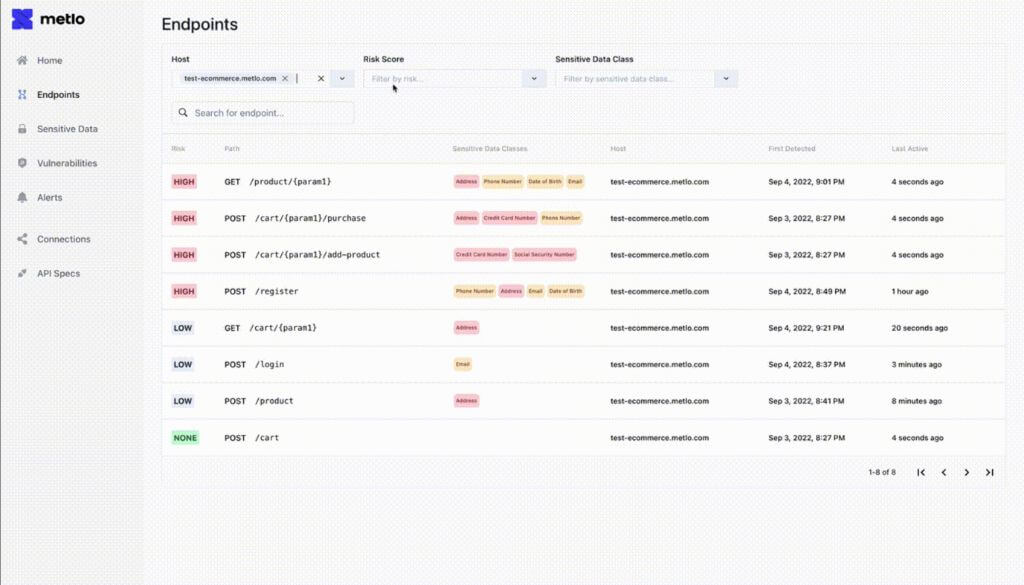 metlo
Endpoints
Home
Endpoints
Sensitive Data
Vulnerabilities
Alerts
Connections
API Specs
Host Risk Score Sensitive Data Class
test-ecommerce.metlo.com Filter by risk... Filter by sensitive data class...
Search for endpoint...
Risk Path Sensitive Data Classes Host First Detected Last Active
HIGH GET /product/{param1} Address Phone Number Date of Birth Email test-ecommerce.metlo.com Sep 4, 2022, 9:01 PM 4 seconds ago
HIGH POST /cart/{param1}/purchase Address Credit Card Number Phone Number test-ecommerce.metlo.com Sep 3, 2022, 8:27 PM 4 seconds ago
HIGH POST /cart/{param1}/add-product Credit Card Number Social Security Number test-ecommerce.metlo.com Sep 3, 2022, 8:27 PM 4 seconds ago
HIGH POST /register Phone Number Address Email Date of Birth test-ecommerce.metlo.com Sep 4, 2022, 8:49 PM 1 hour ago
LOW GET /cart/{param1} Address test-ecommerce.metlo.com Sep 4, 2022, 9:21 PM 20 seconds ago
LOW POST /login Email test-ecommerce.metlo.com Sep 4, 2022, 8:37 PM 3 minutes ago
LOW POST /product Address test-ecommerce.metlo.com Sep 3, 2022, 8:41 PM 8 minutes ago
NONE POST /cart test-ecommerce.metlo.com Sep 3, 2022, 8:27 PM 4 seconds ago
1-8 of 8